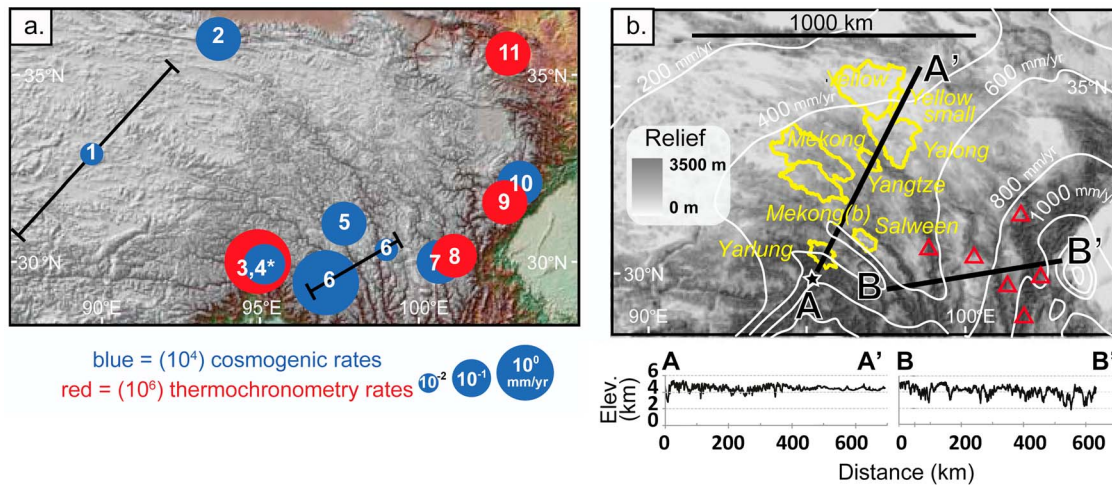 a.
2
11
35°N
1
10
9
5
3,4*
6
6
7
8
30°N
90°E
95°E
100°E
blue = (10⁴) cosmogenic rates
red = (10⁶) thermochronometry rates
10⁻²
10⁻¹
10⁰
mm/yr
b.
1000 km
200 mm/yr
400 mm/yr
600 mm/yr
800 mm/yr
1000 mm/yr
A'
35°N
Yellow
Yellow
small
Relief
3500 m
0 m
Mekong
Yalong
Yangtze
Mekong(b)
Salween
Yarlung
30°N
A
B
B'
90°E
100°E
A
A'
B
B'
Elev.
(km)
6
4
2
0
0
200
400
600
0
200
400
600
Distance (km)